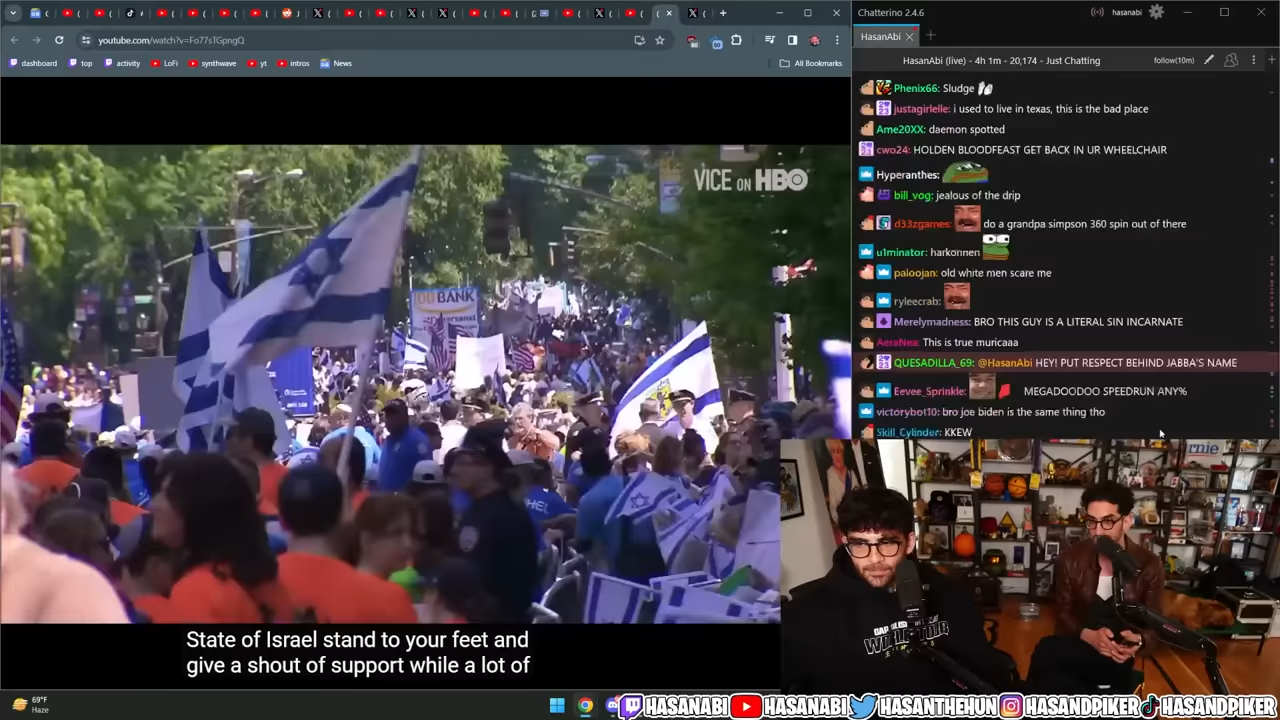 youtube.com/watch?v=Fo77sTGpngQ
dashboard
top
activity
LoFi
synthwave
yt
intros
News
All Bookmarks
VICE ON HBO
State of Israel stand to your feet and
give a shout of support while a lot of
69°F
Haze
Chatterino 2.4.6
hasanabi
HasanAbi
HasanAbi (live) - 4h 1m - 20,174 - Just Chatting
follow(10m)
Phenix66: Sludge
justagirlelle: i used to live in texas, this is the bad place
Ame20XX: daemon spotted
cwo24: HOLDEN BLOODFEAST GET BACK IN UR WHEELCHAIR
Hyperanthes:
bill_vog: jealous of the drip
d33zgames: do a grandpa simpson 360 spin out of there
u1minator: harkonnen
paloojan: old white men scare me
ryleecrab:
Merelymadness: BRO THIS GUY IS A LITERAL SIN INCARNATE
AeraNea: This is true muricaaa
QUESADILLA_69: @HasanAbi HEY! PUT RESPECT BEHIND JABBA'S NAME
Eevee_Sprinkle: MEGADOODOO SPEEDRUN ANY%
victorybot10: bro joe biden is the same thing tho
Skill_Cylinder: KKEW
WORLD TOUR
HASANABI
HASANABI
HASANTHEHUN
HASANDPIKER
HASANDPIKER